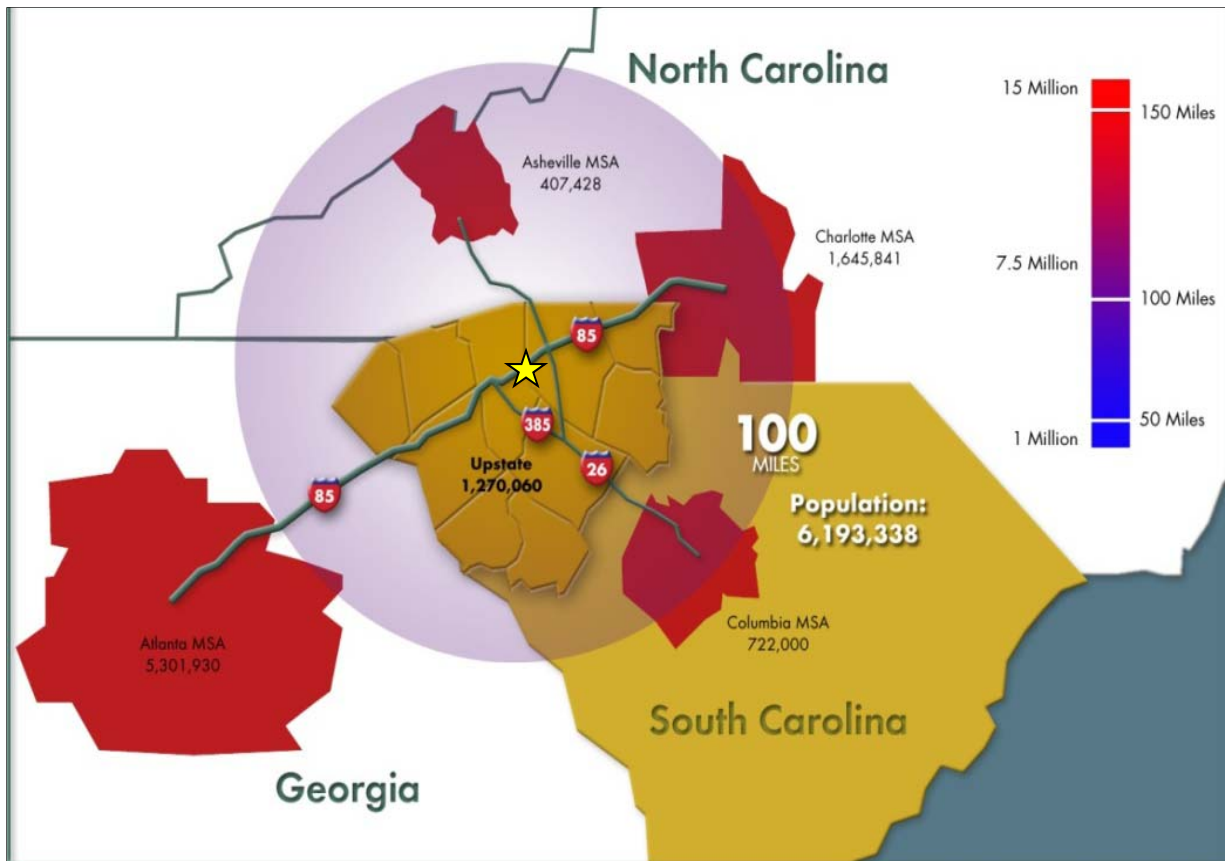 North Carolina
15 Million
150 Miles
Asheville MSA
407,428
Charlotte MSA
1,645,841
7.5 Million
100 Miles
85
385
100
MILES
50 Miles
1 Million
Upstate
1,270,060
26
85
Population:
6,193,338
Columbia MSA
722,000
Atlanta MSA
5,301,930
South Carolina
Georgia